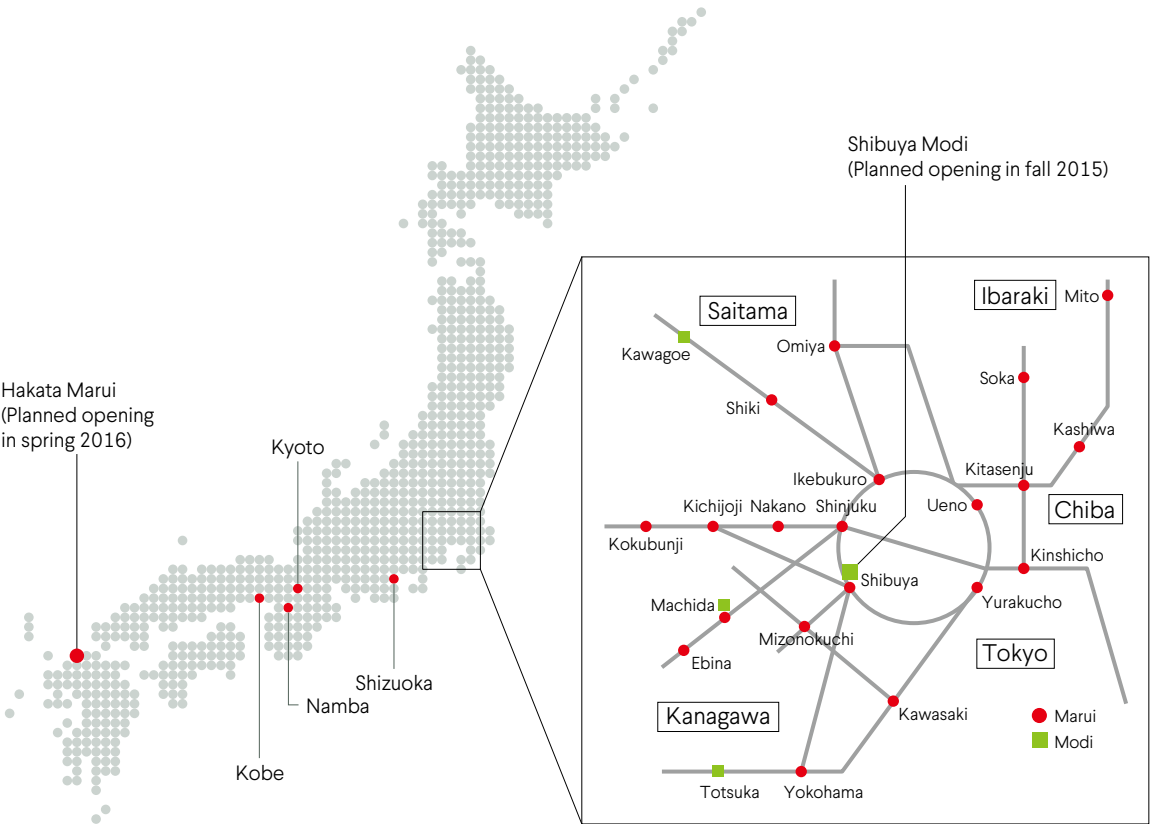 Shibuya Modi
(Planned opening in fall 2015)
Hakata Marui
(Planned opening
in spring 2016)
Kyoto
Shizuoka
Namba
Kobe
Saitama
Ibaraki
Mito
Kawagoe
Omiya
Soka
Shiki
Kashiwa
Ikebukuro
Kitasenju
Kichijoji
Nakano
Shinjuku
Ueno
Chiba
Kokubunji
Kinshicho
Shibuya
Machida
Yurakucho
Mizonokuchi
Ebina
Tokyo
Kanagawa
Kawasaki
Marui
Modi
Totsuka
Yokohama